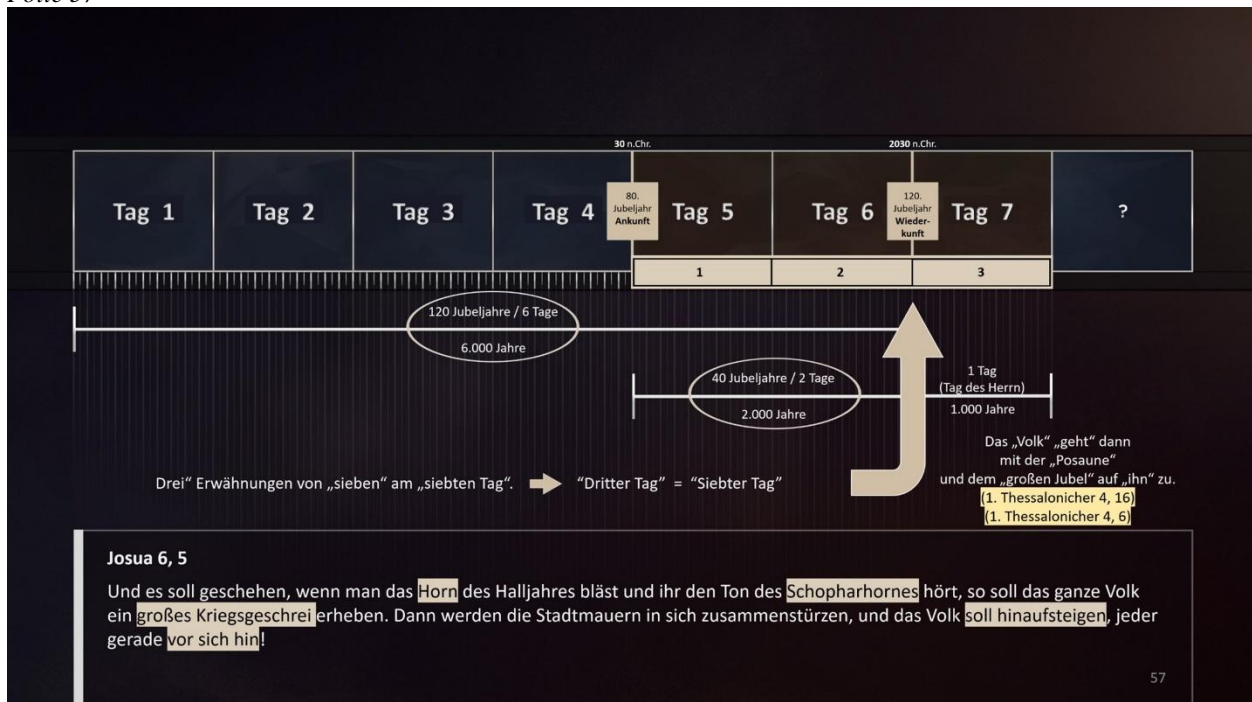 Folie 57
30 n.Chr.
2030 n.Chr.
Tag 1
Tag 2
Tag 3
Tag 4
80.
Jubeljahr
Ankunft
Tag 5
Tag 6
120.
Jubeljahr
Wieder-
kunft
Tag 7
?
1
2
3
120 Jubeljahre / 6 Tage
6.000 Jahre
40 Jubeljahre / 2 Tage
2.000 Jahre
1 Tag
(Tag des Herrn)
1.000 Jahre
Das „Volk“ „geht“ dann
mit der „Posaune“
und dem „großen Jubel“ auf „ihn“ zu.
(1. Thessalonicher 4, 16)
(1. Thessalonicher 4, 6)
Drei“ Erwähnungen von „sieben“ am „siebten Tag“.
“Dritter Tag” = “Siebter Tag”
Josua 6, 5
Und es soll geschehen, wenn man das Horn des Halljahres bläst und ihr den Ton des Schopharhornes hört, so soll das ganze Volk
ein großes Kriegsgeschrei erheben. Dann werden die Stadtmauern in sich zusammenstürzen, und das Volk soll hinaufsteigen, jeder
gerade vor sich hin!
57